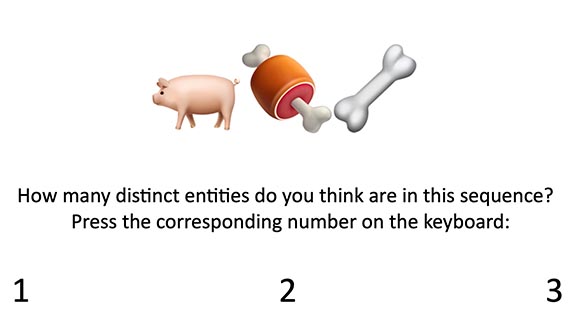 How many distinct entities do you think are in this sequence?
Press the corresponding number on the keyboard:
1 2 3